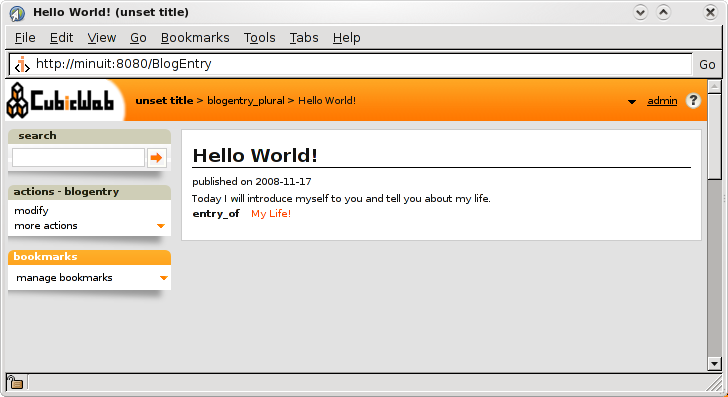 Hello World! (unset title)
File Edit View Go Bookmarks Tools Tabs Help
http://minuit:8080/BlogEntry Go
CubicWeb unset title > blogentry_plural > Hello World! admin ?
search
actions - blogentry
modify
more actions
bookmarks
manage bookmarks
Hello World!
published on 2008-11-17
Today I will introduce myself to you and tell you about my life.
entry_of My Life!